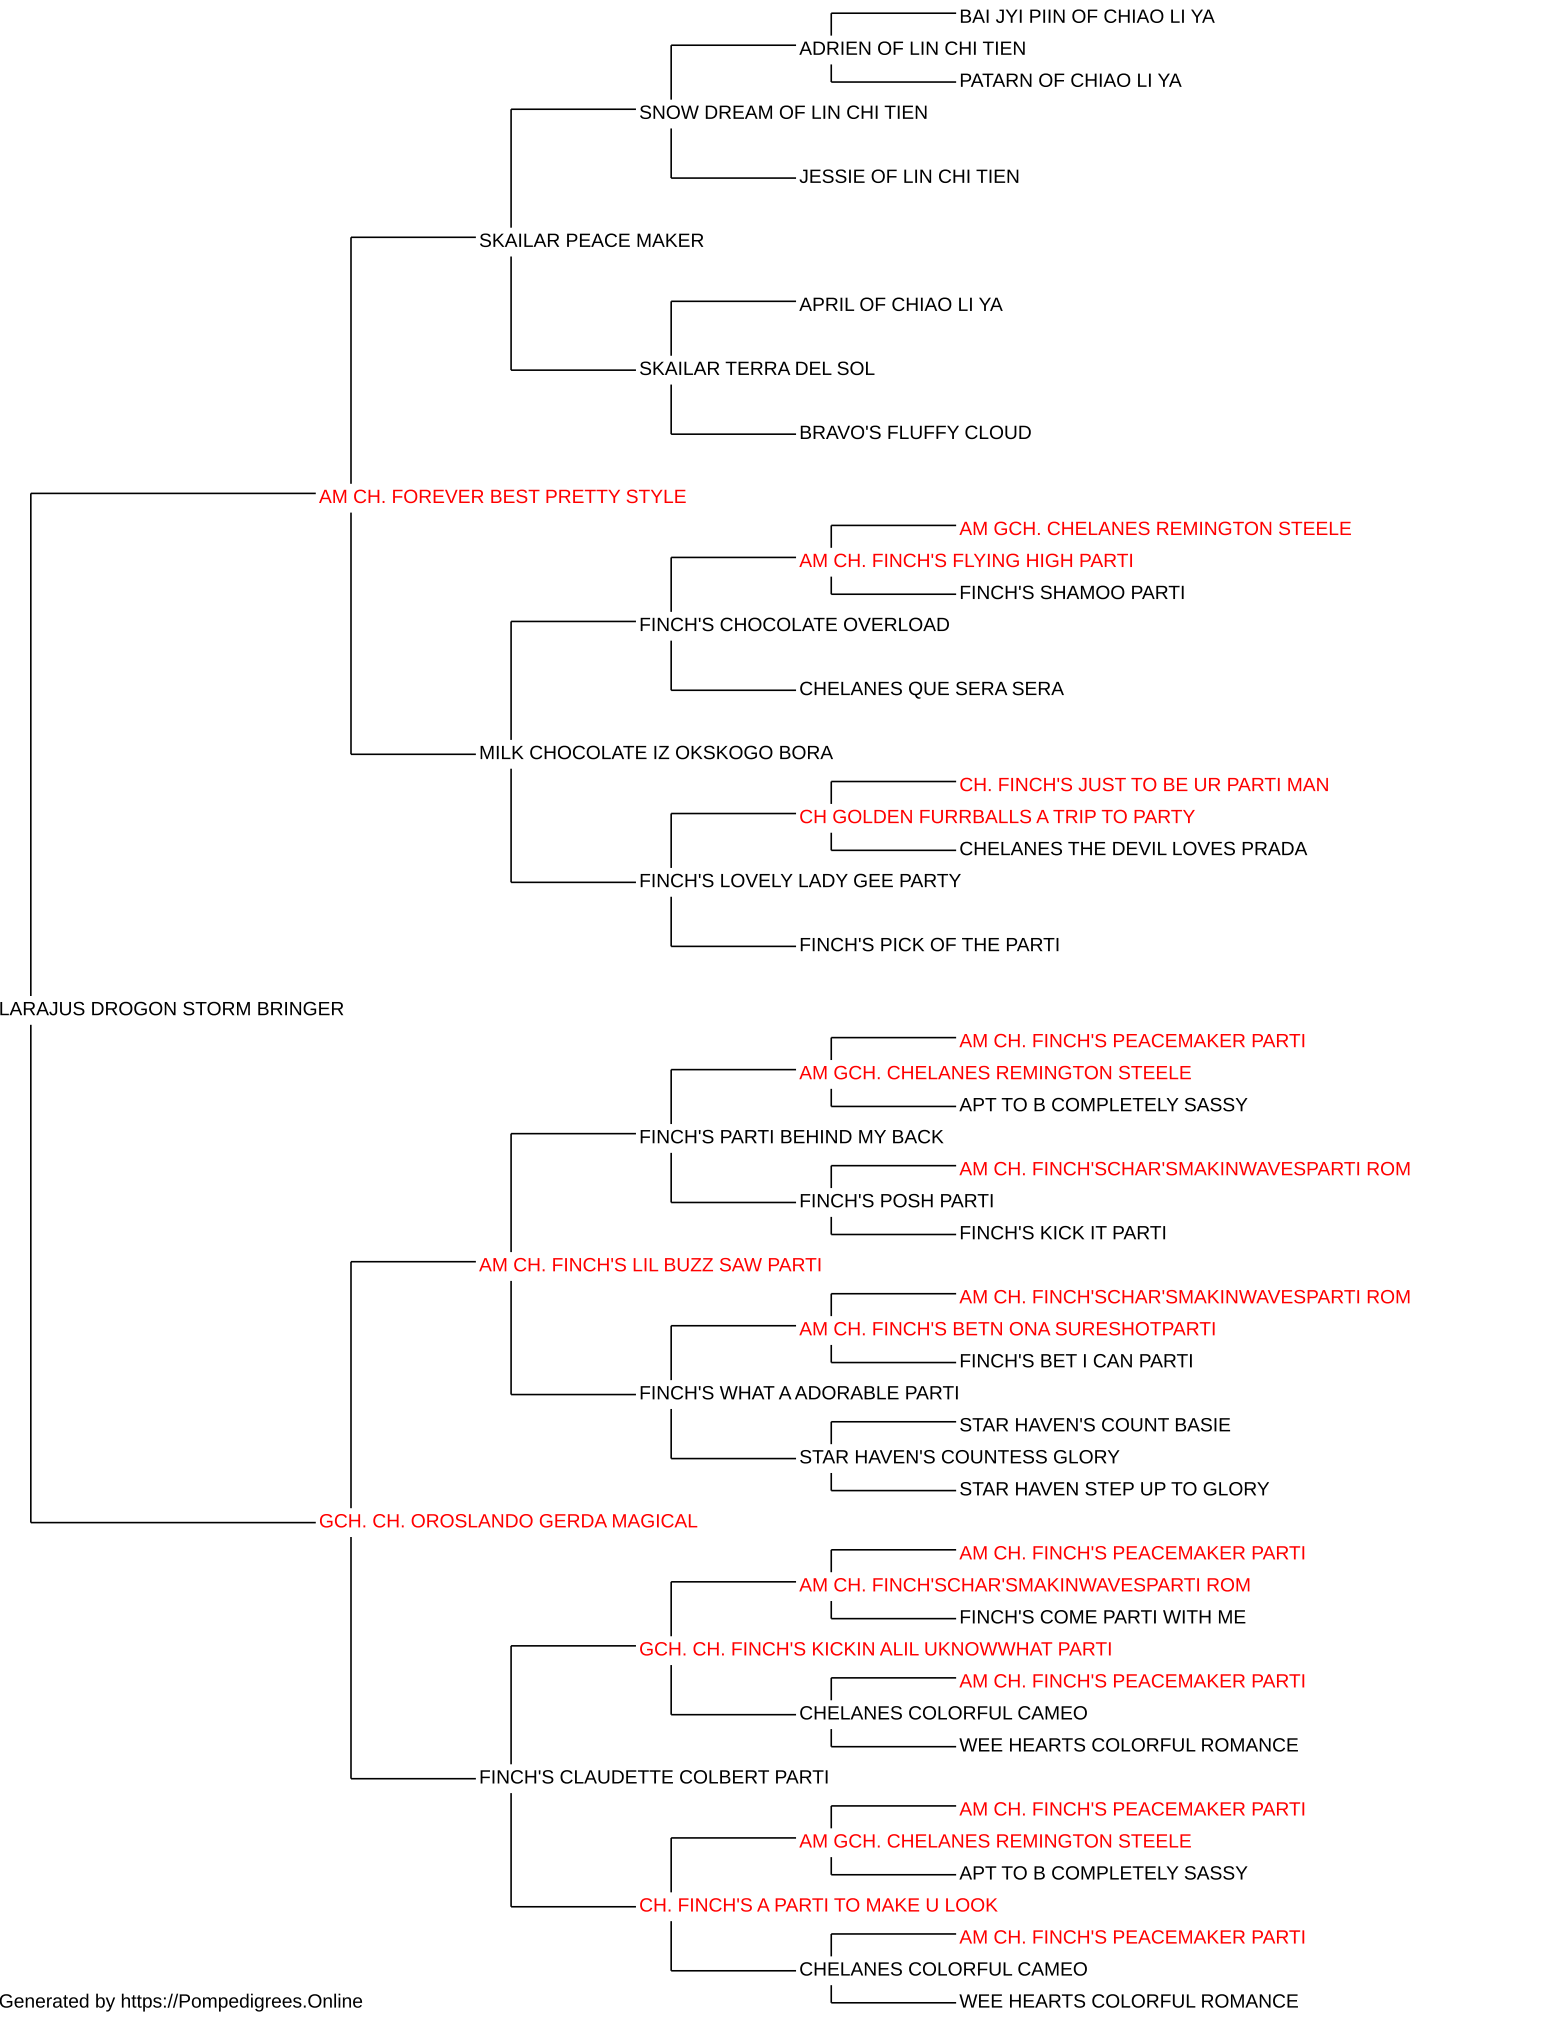 BAI JYI PIIN OF CHIAO LI YA
ADRIEN OF LIN CHI TIEN
PATARN OF CHIAO LI YA
SNOW DREAM OF LIN CHI TIEN
JESSIE OF LIN CHI TIEN
SKAILAR PEACE MAKER
APRIL OF CHIAO LI YA
SKAILAR TERRA DEL SOL
BRAVO'S FLUFFY CLOUD
AM CH. FOREVER BEST PRETTY STYLE
AM GCH. CHELANES REMINGTON STEELE
AM CH. FINCH'S FLYING HIGH PARTI
FINCH'S SHAMOO PARTI
FINCH'S CHOCOLATE OVERLOAD
CHELANES QUE SERA SERA
MILK CHOCOLATE IZ OKSKOGO BORA
CH. FINCH'S JUST TO BE UR PARTI MAN
CH GOLDEN FURRBALLS A TRIP TO PARTY
CHELANES THE DEVIL LOVES PRADA
FINCH'S LOVELY LADY GEE PARTY
FINCH'S PICK OF THE PARTI
LARAJUS DROGON STORM BRINGER
AM CH. FINCH'S PEACEMAKER PARTI
AM GCH. CHELANES REMINGTON STEELE
APT TO B COMPLETELY SASSY
FINCH'S PARTI BEHIND MY BACK
AM CH. FINCH'SCHAR'SMAKINWAVESPARTI ROM
FINCH'S POSH PARTI
FINCH'S KICK IT PARTI
AM CH. FINCH'S LIL BUZZ SAW PARTI
AM CH. FINCH'SCHAR'SMAKINWAVESPARTI ROM
AM CH. FINCH'S BETN ONA SURESHOTPARTI
FINCH'S BET I CAN PARTI
FINCH'S WHAT A ADORABLE PARTI
STAR HAVEN'S COUNT BASIE
STAR HAVEN'S COUNTESS GLORY
STAR HAVEN STEP UP TO GLORY
GCH. CH. OROSLANDO GERDA MAGICAL
AM CH. FINCH'S PEACEMAKER PARTI
AM CH. FINCH'SCHAR'SMAKINWAVESPARTI ROM
FINCH'S COME PARTI WITH ME
GCH. CH. FINCH'S KICKIN ALIL UKNOWWHAT PARTI
AM CH. FINCH'S PEACEMAKER PARTI
CHELANES COLORFUL CAMEO
WEE HEARTS COLORFUL ROMANCE
FINCH'S CLAUDETTE COLBERT PARTI
AM CH. FINCH'S PEACEMAKER PARTI
AM GCH. CHELANES REMINGTON STEELE
APT TO B COMPLETELY SASSY
CH. FINCH'S A PARTI TO MAKE U LOOK
AM CH. FINCH'S PEACEMAKER PARTI
CHELANES COLORFUL CAMEO
WEE HEARTS COLORFUL ROMANCE
Generated by https://Pompedigrees.Online